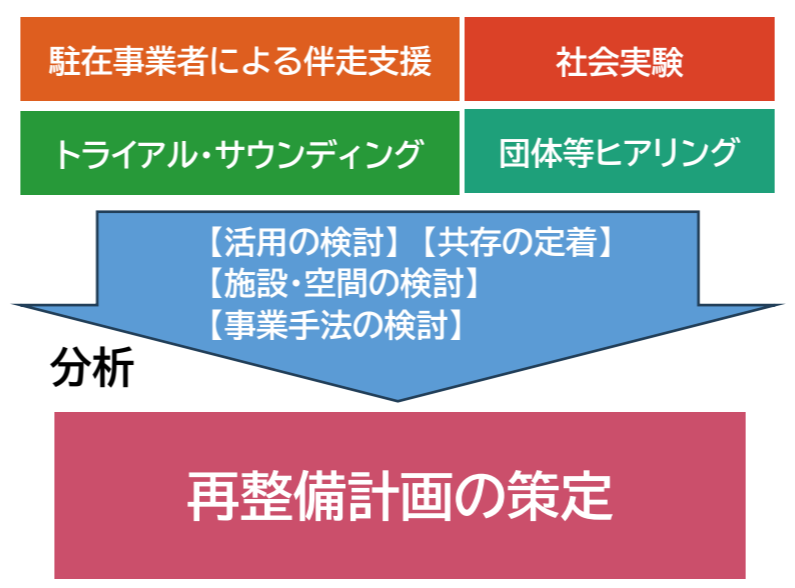 駐在事業者による伴走支援
社会実験
トライアル・サウンディング
団体等ヒアリング
【活用の検討】【共存の定着】
【施設・空間の検討】
【事業手法の検討】
分析
再整備計画の策定